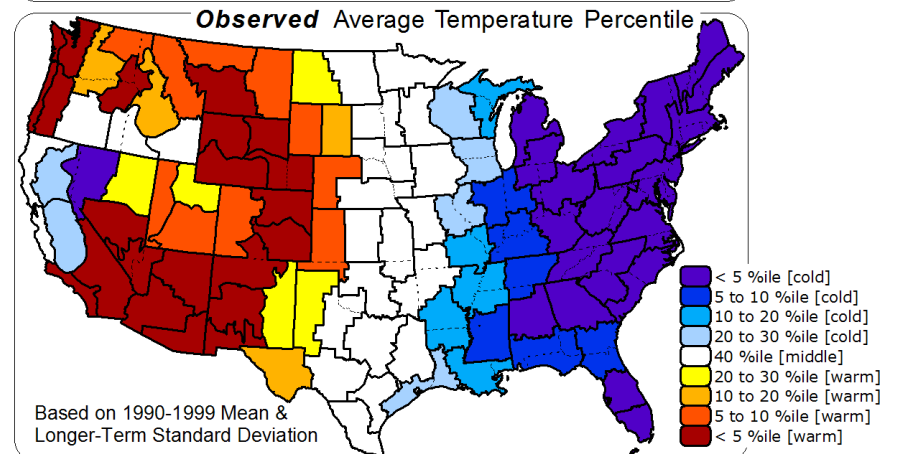 Observed Average Temperature Percentile
< 5 %ile [cold]
5 to 10 %ile [cold]
10 to 20 %ile [cold]
20 to 30 %ile [cold]
40 %ile [middle]
20 to 30 %ile [warm]
10 to 20 %ile [warm]
5 to 10 %ile [warm]
< 5 %ile [warm]
Based on 1990-1999 Mean &
Longer-Term Standard Deviation